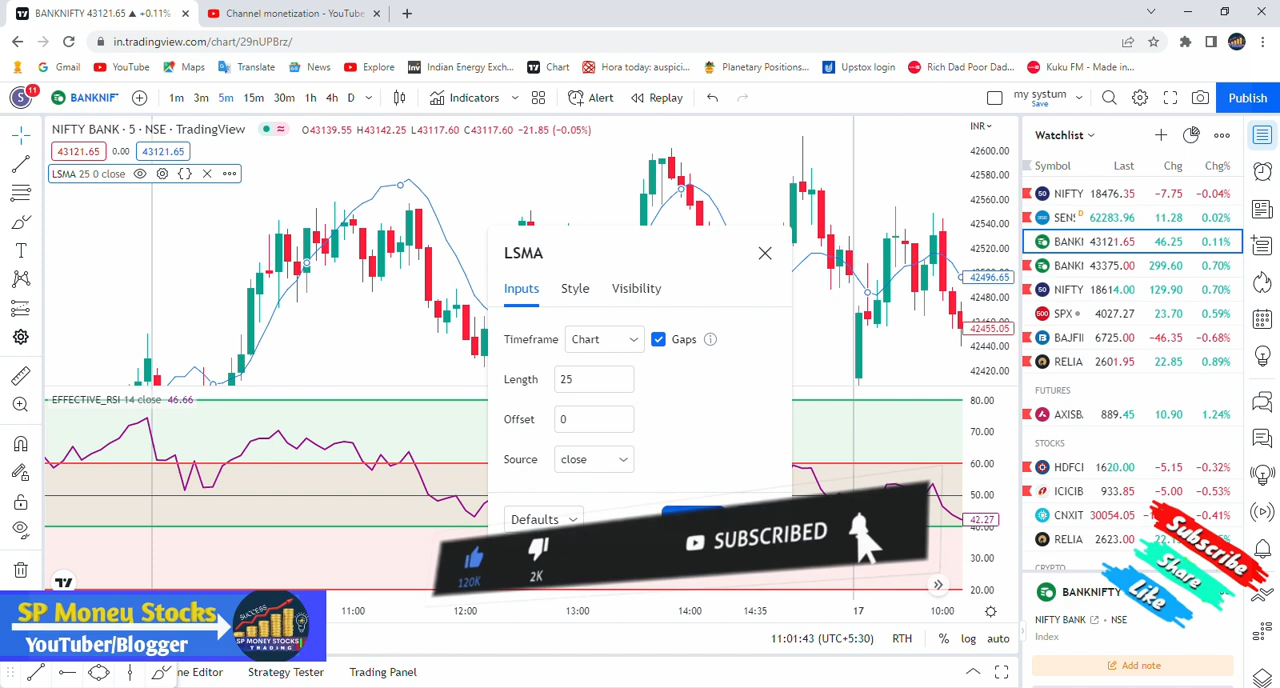 BANKNIFTY 43121.65 ▲ +0.11%
Channel monetization - YouTube
in.tradingview.com/chart/29nUPBrz/
Gmail YouTube Maps Translate News Explore Indian Energy Exch... Chart Hora today: auspici... Planetary Positions... Upstox login Rich Dad Poor Dad... Kuku FM - Made in...
S 11 BANKNIF 1m 3m 5m 15m 30m 1h 4h D Indicators Alert Replay my systum Save Publish
NIFTY BANK · 5 · NSE · TradingView O43139.55 H43142.25 L43117.60 C43117.60 -21.85 (-0.05%)
43121.65 0.00 43121.65
LSMA 25 0 close
INR
42600.00
42580.00
42560.00
42540.00
42520.00
42496.65
42480.00
42455.05
42440.00
42420.00
LSMA
Inputs Style Visibility
Timeframe Chart Gaps
Length 25
Offset 0
Source close
Defaults
EFFECTIVE_RSI 14 close 46.66
80.00
70.00
60.00
50.00
42.27
30.00
20.00
120K
2K
SUBSCRIBED
11:00 12:00 13:00 14:00 14:35 17 10:00
11:01:43 (UTC+5:30) RTH % log auto
SP Money Stocks
YouTuber/Blogger
SUCCESS
SP MONEY STOCKS
TRADING
ne Editor Strategy Tester Trading Panel
Watchlist
Symbol Last Chg Chg%
NIFTY 18476.35 -7.75 -0.04%
SENS D 62283.96 11.28 0.02%
BANKI 43121.65 46.25 0.11%
BANKI 43375.00 299.60 0.70%
NIFTY 18614.00 129.90 0.70%
SPX 4027.27 23.70 0.59%
BAJFII 6725.00 -46.35 -0.68%
RELIA 2601.95 22.85 0.89%
FUTURES
AXISB 889.45 10.90 1.24%
STOCKS
HDFCI 1620.00 -5.15 -0.32%
ICICIB 933.85 -5.00 -0.53%
CNXIT 30054.05 -0.41%
RELIA 2623.00
CRYPTO
Subscribe
Share
Like
BANKNIFTY
NIFTY BANK NSE
Index
Add note